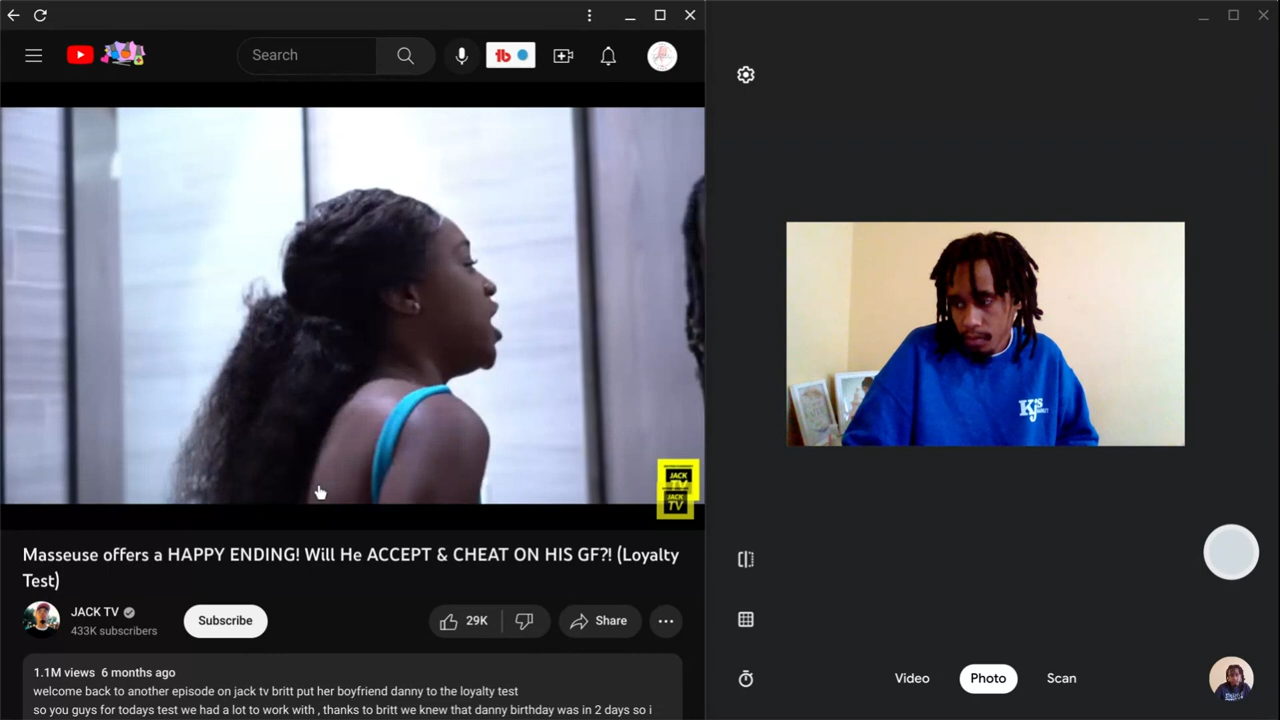 Search
JACK
TV
JACK
TV
Masseuse offers a HAPPY ENDING! Will He ACCEPT & CHEAT ON HIS GF?! (Loyalty
Test)
JACK TV
433K subscribers
Subscribe
29K
Share
1.1M views 6 months ago
welcome back to another episode on jack tv britt put her boyfriend danny to the loyalty test
so you guys for todays test we had a lot to work with , thanks to britt we knew that danny birthday was in 2 days so i
KJs
Video
Photo
Scan